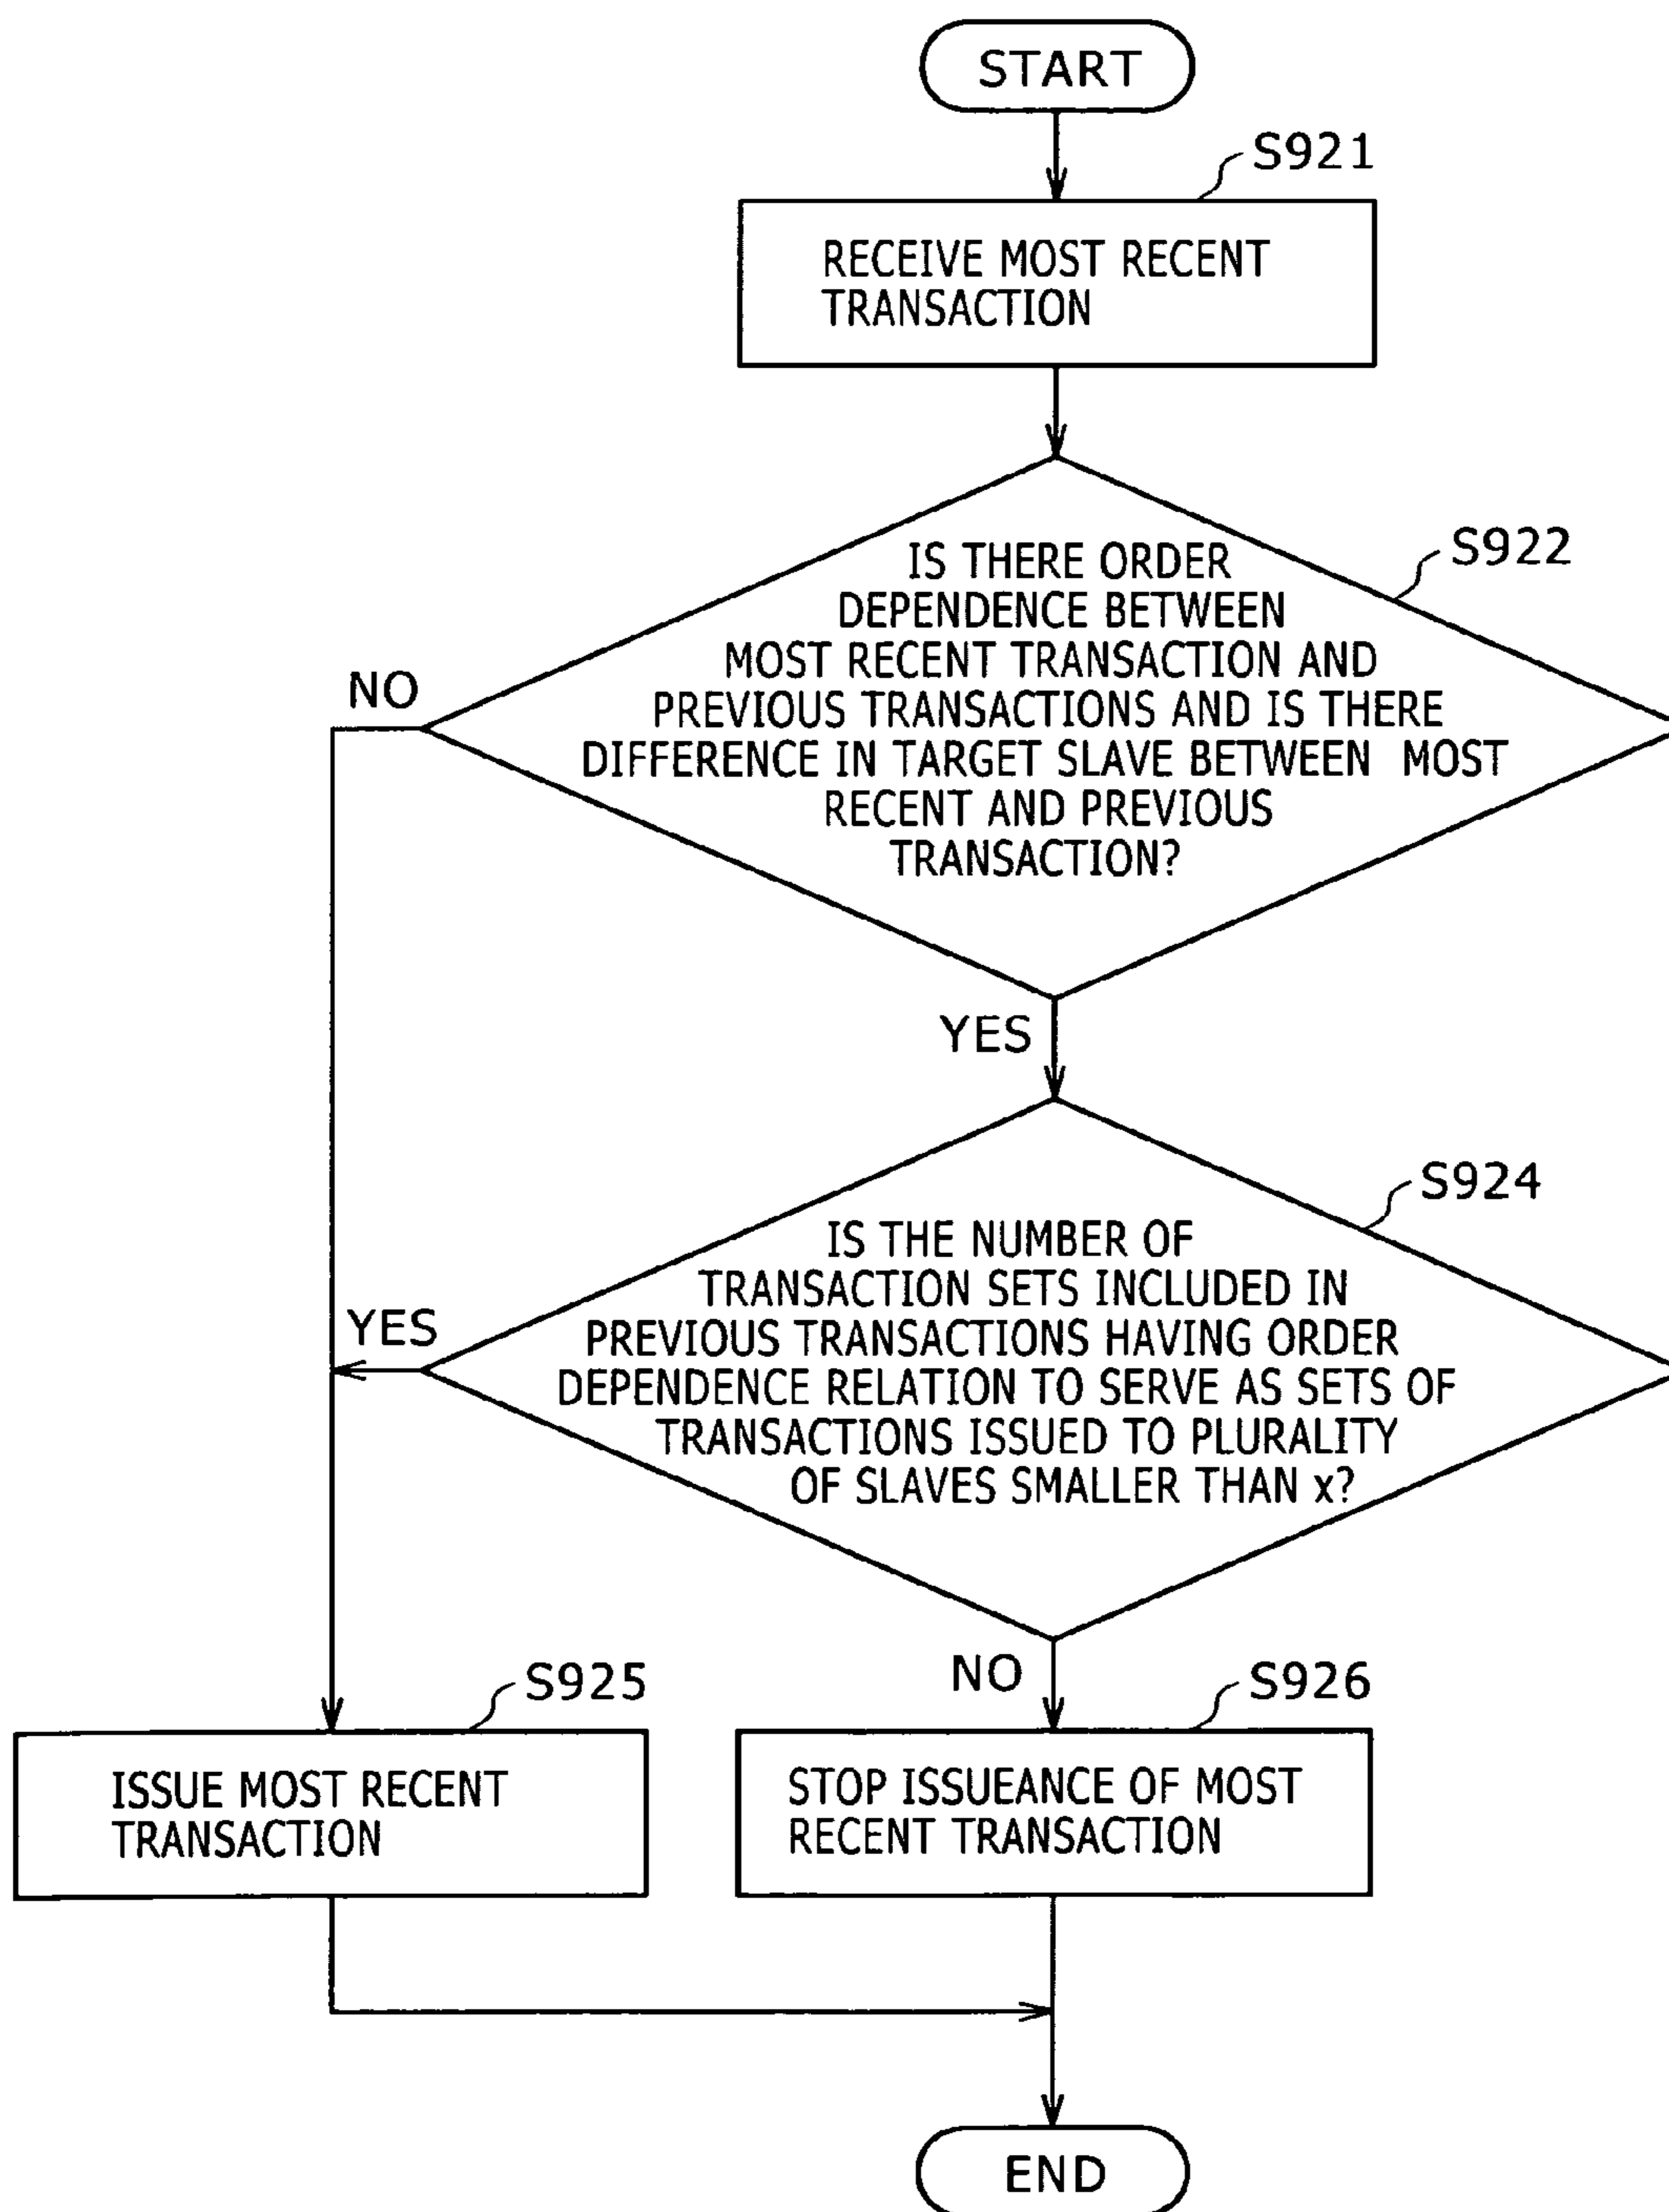 START
S921
RECEIVE MOST RECENT
TRANSACTION
S922
IS THERE ORDER
DEPENDENCE BETWEEN
MOST RECENT TRANSACTION AND
PREVIOUS TRANSACTIONS AND IS THERE
DIFFERENCE IN TARGET SLAVE BETWEEN MOST
RECENT AND PREVIOUS
TRANSACTION?
NO
YES
S924
IS THE NUMBER OF
TRANSACTION SETS INCLUDED IN
PREVIOUS TRANSACTIONS HAVING ORDER
DEPENDENCE RELATION TO SERVE AS SETS OF
TRANSACTIONS ISSUED TO PLURALITY
OF SLAVES SMALLER THAN x?
YES
NO
S925
ISSUE MOST RECENT
TRANSACTION
S926
STOP ISSUEANCE OF MOST
RECENT TRANSACTION
END